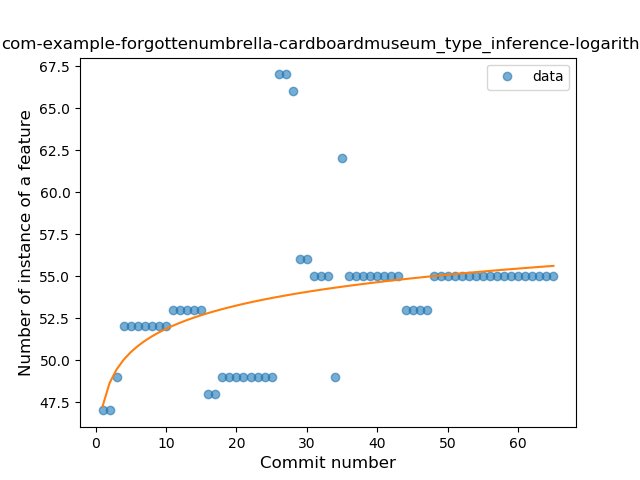 com-example-forgottenumbrella-cardboardmuseum_type_inference-logarith
67.5
65.0
62.5
60.0
57.5
55.0
52.5
50.0
47.5
Number of instance of a feature
data
0 10 20 30 40 50 60
Commit number